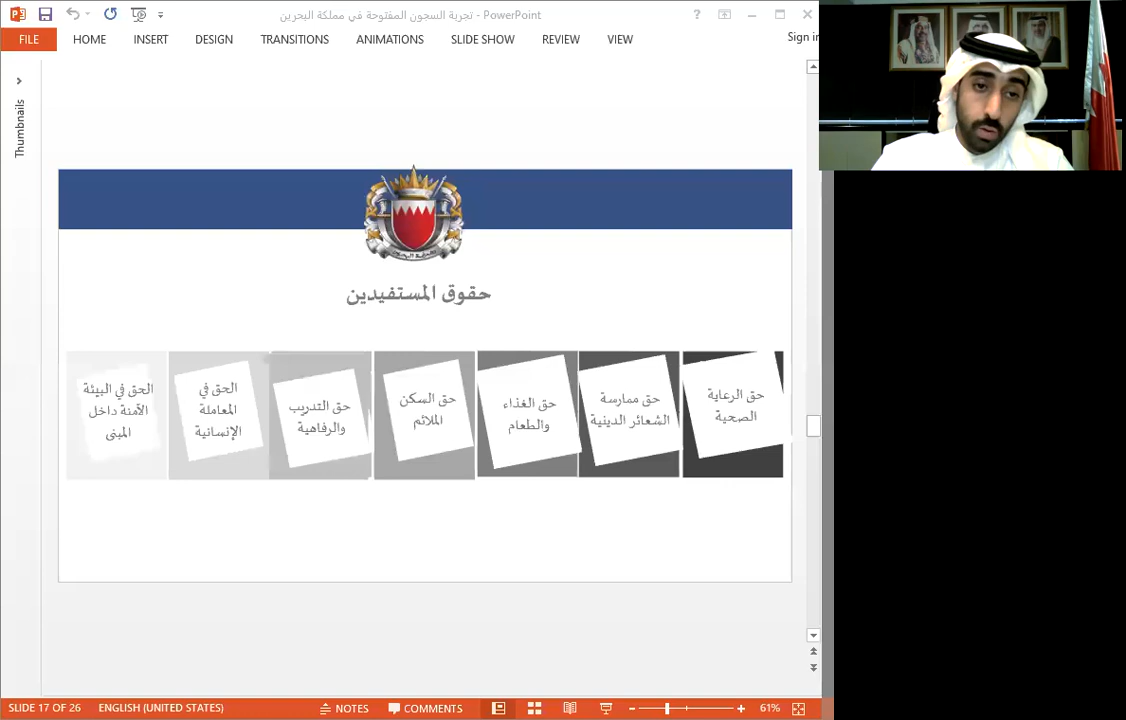 تجربة السجون المفتوحة في مملكة البحرين - PowerPoint
?
FILE
HOME
INSERT
DESIGN
TRANSITIONS
ANIMATIONS
SLIDE SHOW
REVIEW
VIEW
Sign in
Thumbnails
حقوق المستفيدين
حق الرعاية
الصحية
حق ممارسة
الشعائر الدينية
حق الغذاء
والطعام
حق السكن
الملائم
حق التدريب
والرفاهية
الحق في
المعاملة
الإنسانية
الحق في البيئة
الآمنة داخل
المبنى
SLIDE 17 OF 26
ENGLISH (UNITED STATES)
NOTES
COMMENTS
61%